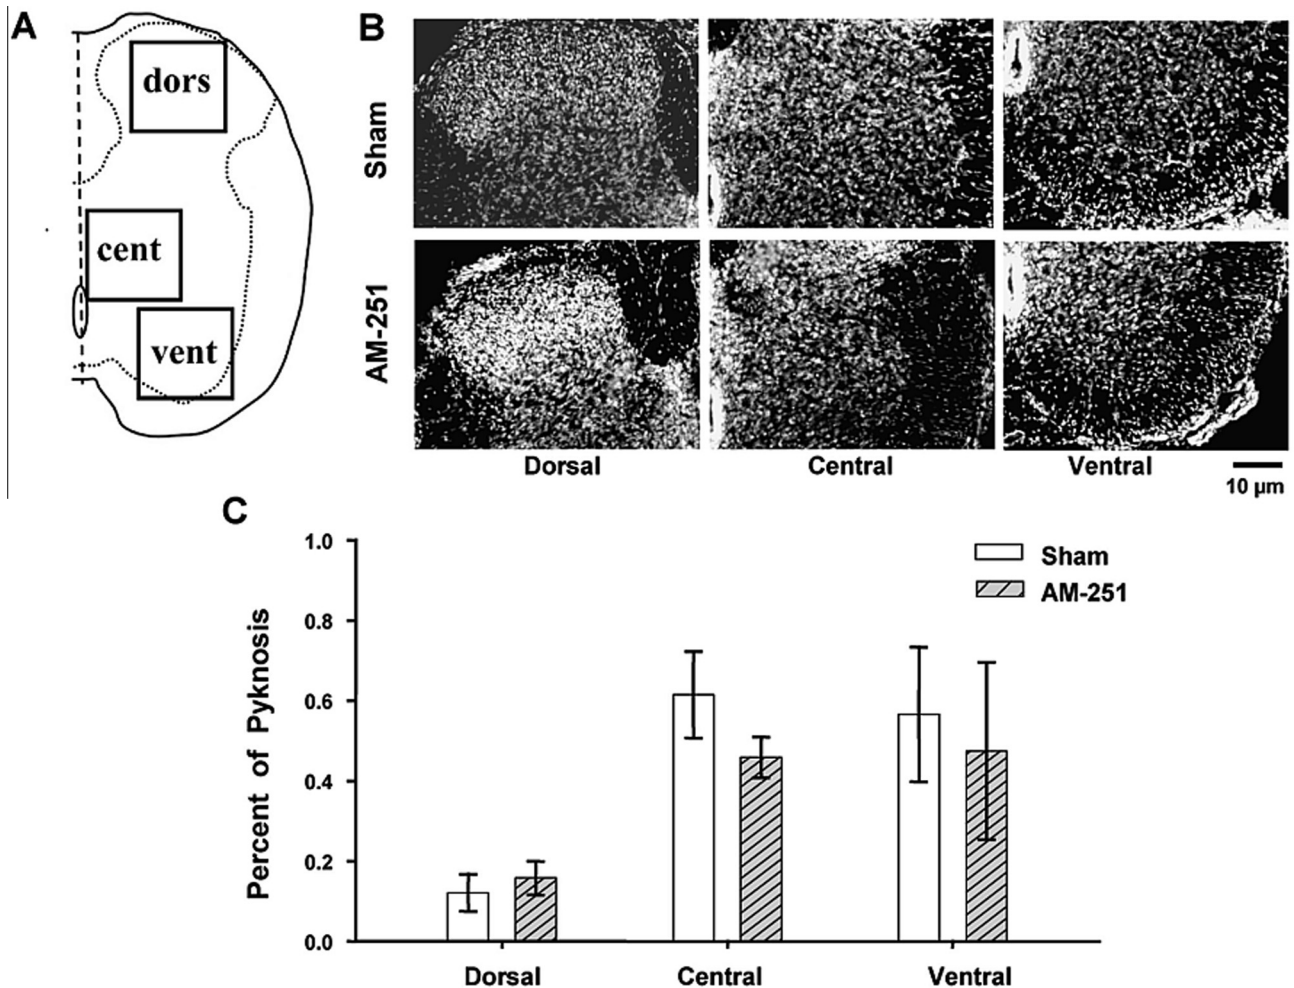 A
dors
cent
vent
B
Sham
AM-251
Dorsal
Central
Ventral
10 µm
C
Percent of Pyknosis
1.0
0.8
0.6
0.4
0.2
0.0
Sham
AM-251
Dorsal
Central
Ventral